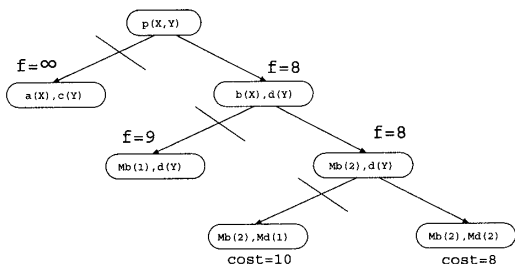 p(X,Y)
f=∞
f=8
a(X),c(Y)
b(X),d(Y)
f=9
f=8
Mb(1),d(Y)
Mb(2),d(Y)
Mb(2),Md(1)
Mb(2),Md(2)
cost=10
cost=8